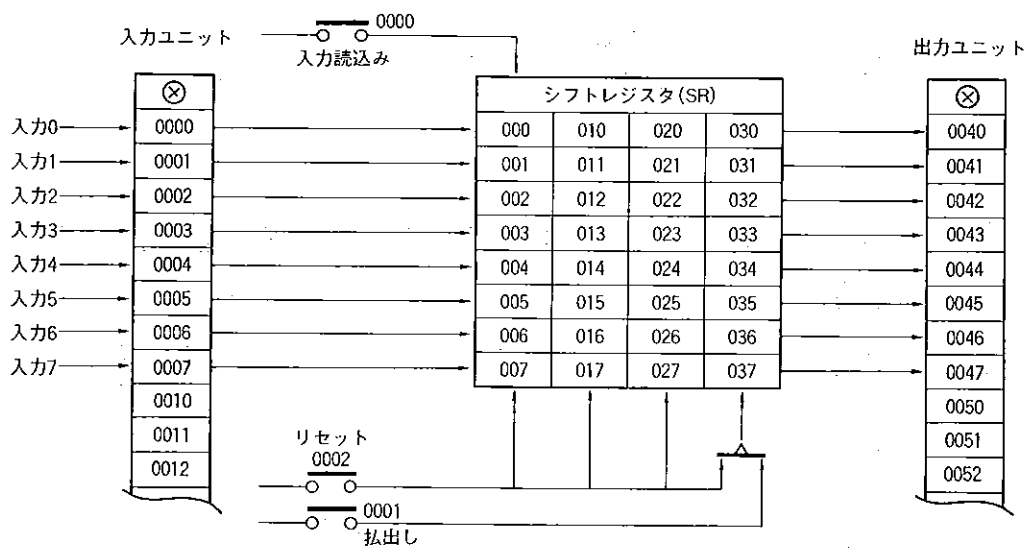 0000
入力ユニット
入力読込み
出力ユニット
シフトレジスタ(SR)
入力0 0000 000 010 020 030 0040
入力1 0001 001 011 021 031 0041
入力2 0002 002 012 022 032 0042
入力3 0003 003 013 023 033 0043
入力4 0004 004 014 024 034 0044
入力5 0005 005 015 025 035 0045
入力6 0006 006 016 026 036 0046
入力7 0007 007 017 027 037 0047
0010 0050
0011 0051
0012 0052
リセット
0002
0001
払出し